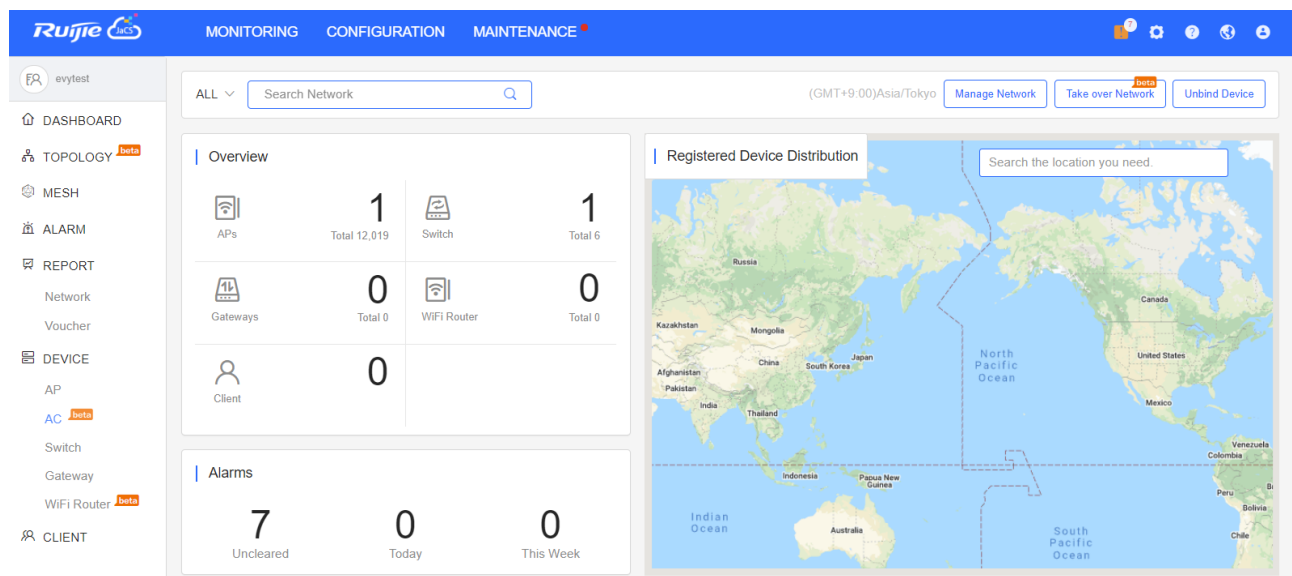 Ruijie JaCS MONITORING CONFIGURATION MAINTENANCE 7
evytest
DASHBOARD
TOPOLOGY beta
MESH
ALARM
REPORT
Network
Voucher
DEVICE
AP
AC beta
Switch
Gateway
WiFi Router beta
CLIENT
ALL Search Network (GMT+9:00)Asia/Tokyo Manage Network Take over Network beta Unbind Device
Overview
1 1
APs Total 12,019 Switch Total 6
0 0
Gateways Total 0 WiFi Router Total 0
0
Client
Alarms
7 0 0
Uncleared Today This Week
Registered Device Distribution Search the location you need.
Russia
Canada
Kazakhstan
Mongolia
North
Pacific
Ocean
United States
China
Japan
South Korea
Afghanistan
Pakistan
India
Thailand
Mexico
Venezuela
Colombia
Indonesia
Papua New
Guinea
Peru
Bolivia
Indian
Ocean
Australia
South
Pacific
Ocean
Chile